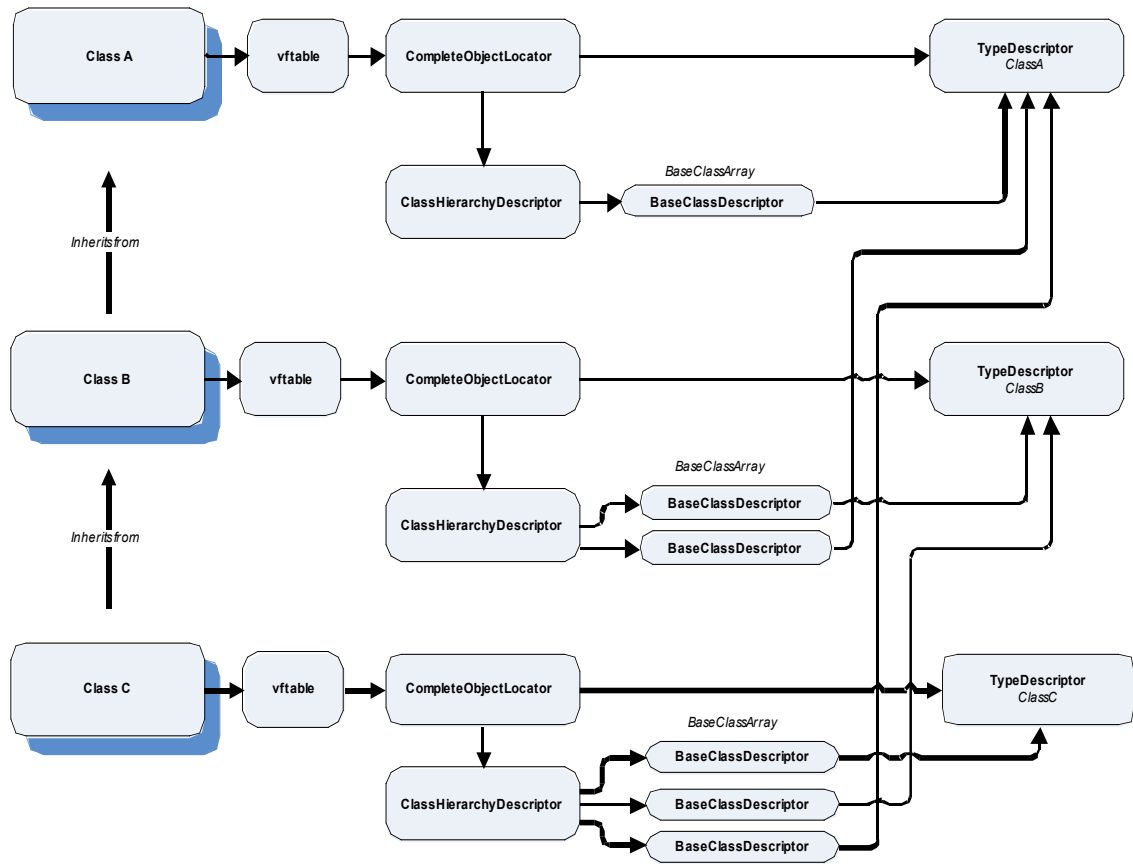 Class A
vftable
CompleteObjectLocator
TypeDescriptor
ClassA
BaseClassArray
ClassHierarchyDescriptor
BaseClassDescriptor
Inheritsfrom
Class B
vftable
CompleteObjectLocator
TypeDescriptor
ClassB
BaseClassArray
BaseClassDescriptor
ClassHierarchyDescriptor
BaseClassDescriptor
Inheritsfrom
Class C
vftable
CompleteObjectLocator
TypeDescriptor
ClassC
BaseClassArray
BaseClassDescriptor
ClassHierarchyDescriptor
BaseClassDescriptor
BaseClassDescriptor